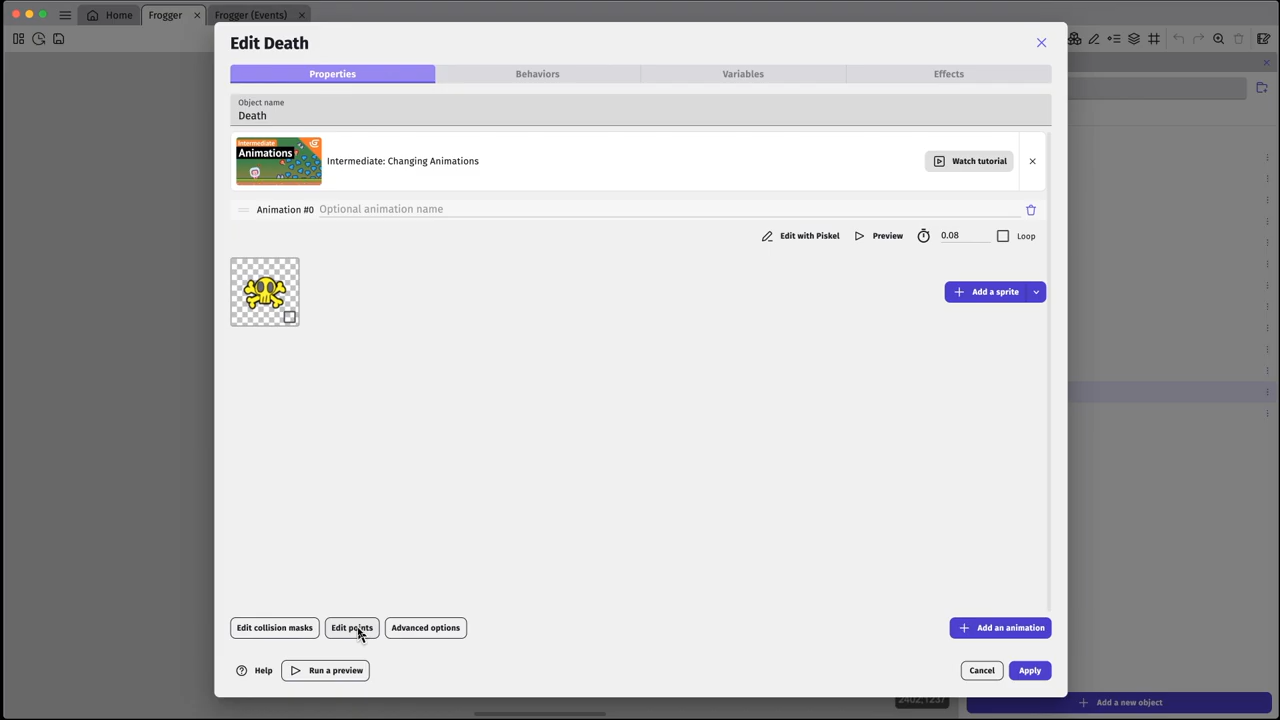 Home
Frogger
Frogger (Events)
Edit Death
Properties
Behaviors
Variables
Effects
Object name
Death
Intermediate
Animations
Intermediate: Changing Animations
Watch tutorial
Animation #0
Optional animation name
Edit with Piskel
Preview
0.08
Loop
Add a sprite
Edit collision masks
Edit points
Advanced options
Add an animation
Help
Run a preview
Cancel
Apply
2402;1237
Add a new object